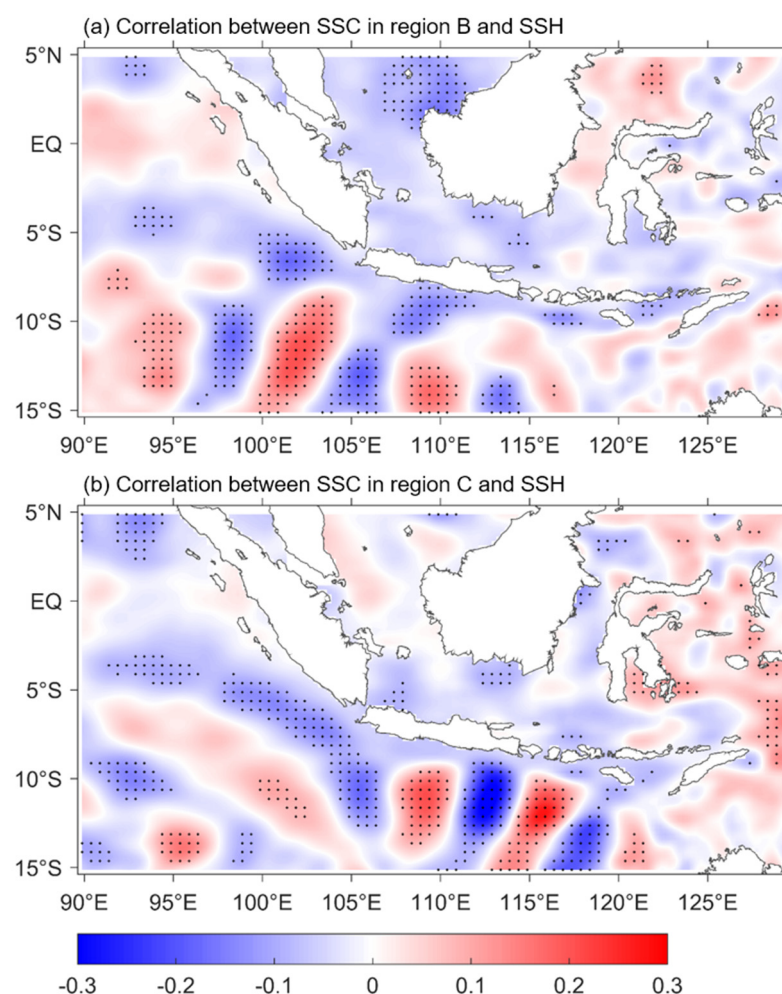 (a) Correlation between SSC in region B and SSH
5°N
EQ
5°S
10°S
15°S
90°E 95°E 100°E 105°E 110°E 115°E 120°E 125°E
(b) Correlation between SSC in region C and SSH
5°N
EQ
5°S
10°S
15°S
90°E 95°E 100°E 105°E 110°E 115°E 120°E 125°E
-0.3 -0.2 -0.1 0 0.1 0.2 0.3